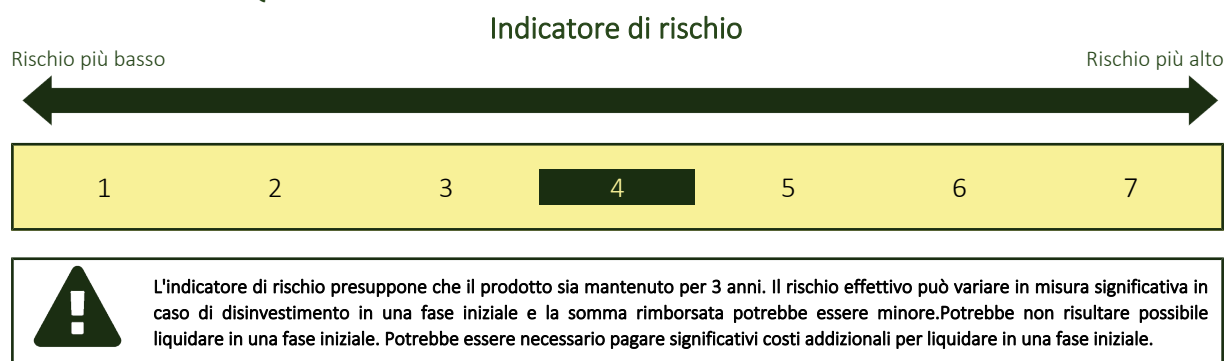 Indicatore di rischio
Rischio più basso
Rischio più alto
1 2 3 4 5 6 7
L'indicatore di rischio presuppone che il prodotto sia mantenuto per 3 anni. Il rischio effettivo può variare in misura significativa in
caso di disinvestimento in una fase iniziale e la somma rimborsata potrebbe essere minore.Potrebbe non risultare possibile
liquidare in una fase iniziale. Potrebbe essere necessario pagare significativi costi addizionali per liquidare in una fase iniziale.